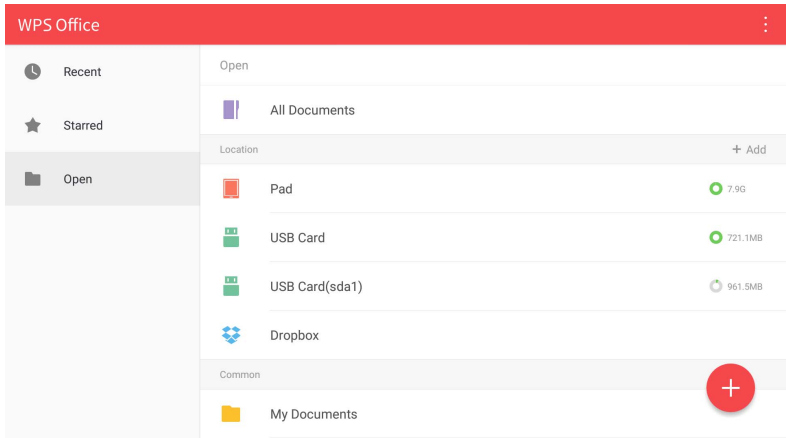 WPS Office
Recent
Starred
Open
Open
All Documents
Location
+ Add
Pad
7.9G
USB Card
721.1MB
USB Card(sda1)
961.5MB
Dropbox
Common
My Documents